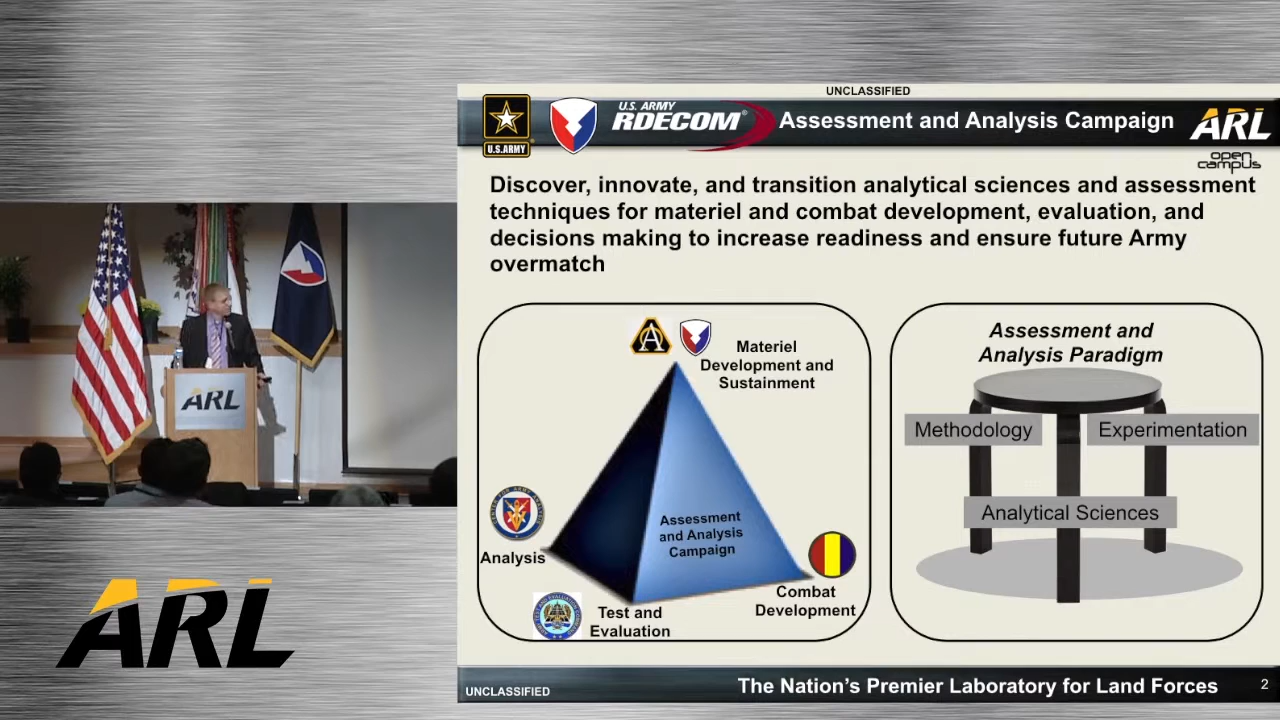 UNCLASSIFIED
U.S. ARMY
U.S. ARMY
RDECOM®
Assessment and Analysis Campaign
ARL
open
campus
Discover, innovate, and transition analytical sciences and assessment
techniques for materiel and combat development, evaluation, and
decisions making to increase readiness and ensure future Army
overmatch
Materiel
Development and
Sustainment
Assessment
and Analysis
Campaign
Analysis
Combat
Development
Test and
Evaluation
Assessment and
Analysis Paradigm
Methodology
Experimentation
Analytical Sciences
ARL
ARL
UNCLASSIFIED
The Nation's Premier Laboratory for Land Forces
2